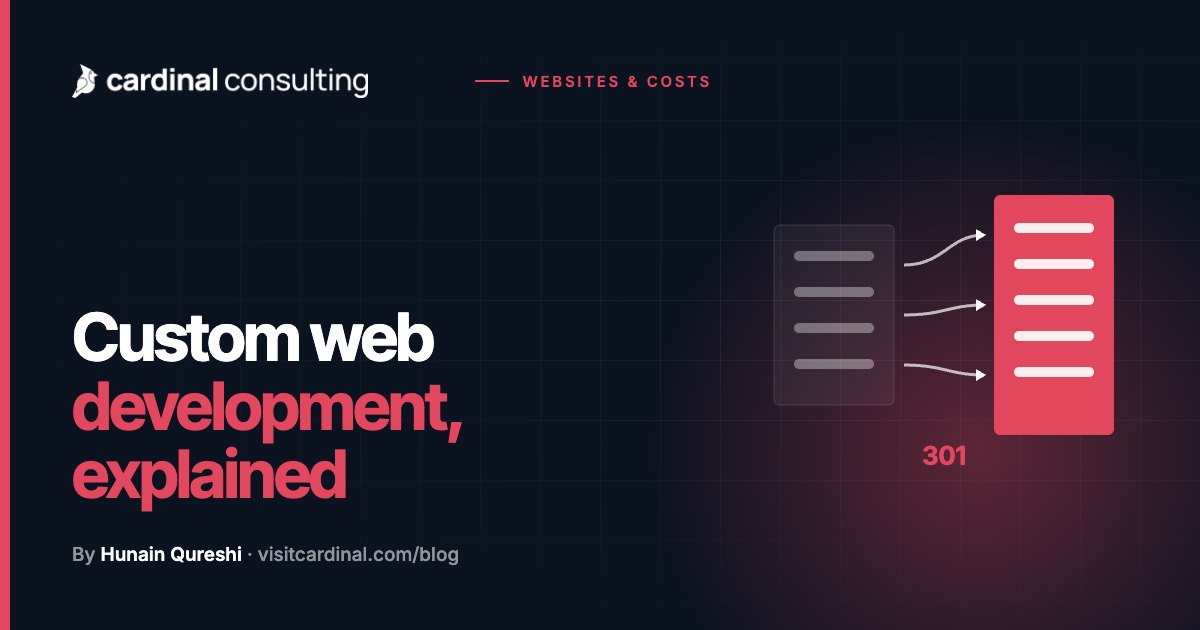 cardinal consulting
WEBSITES & COSTS
Custom web
development,
explained
301
By Hunain Qureshi · visitcardinal.com/blog